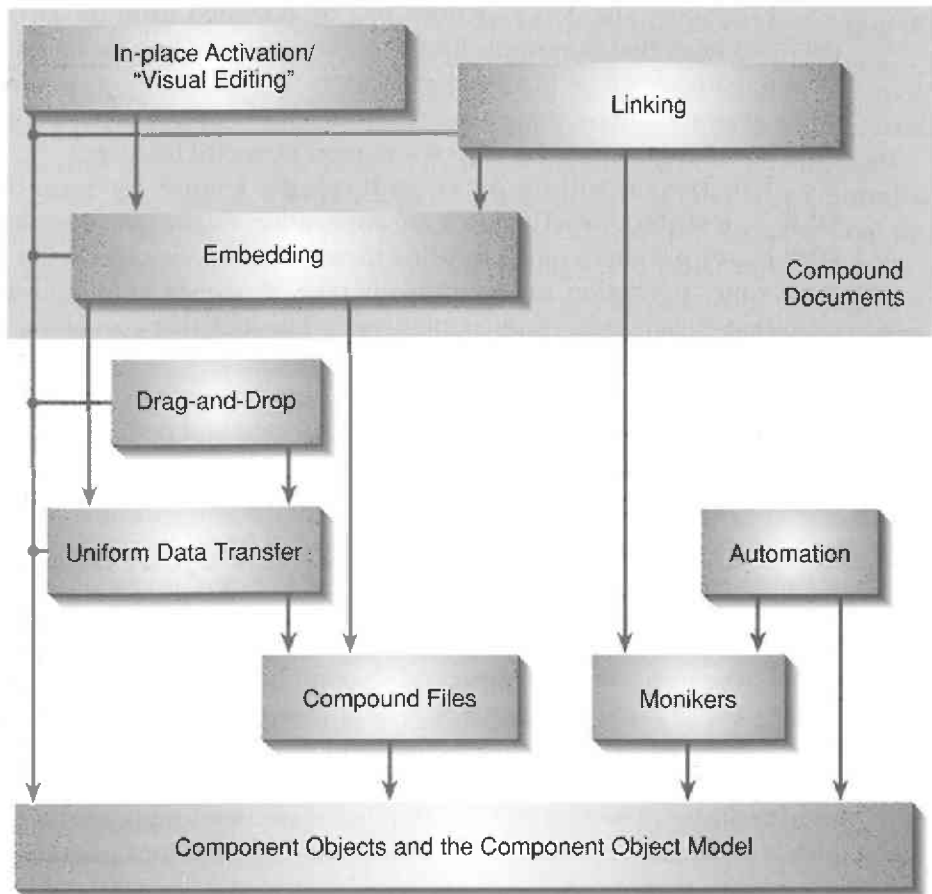 In-place Activation/
“Visual Editing”
Linking
Embedding
Compound
Documents
Drag-and-Drop
Uniform Data Transfer
Automation
Compound Files
Monikers
Component Objects and the Component Object Model